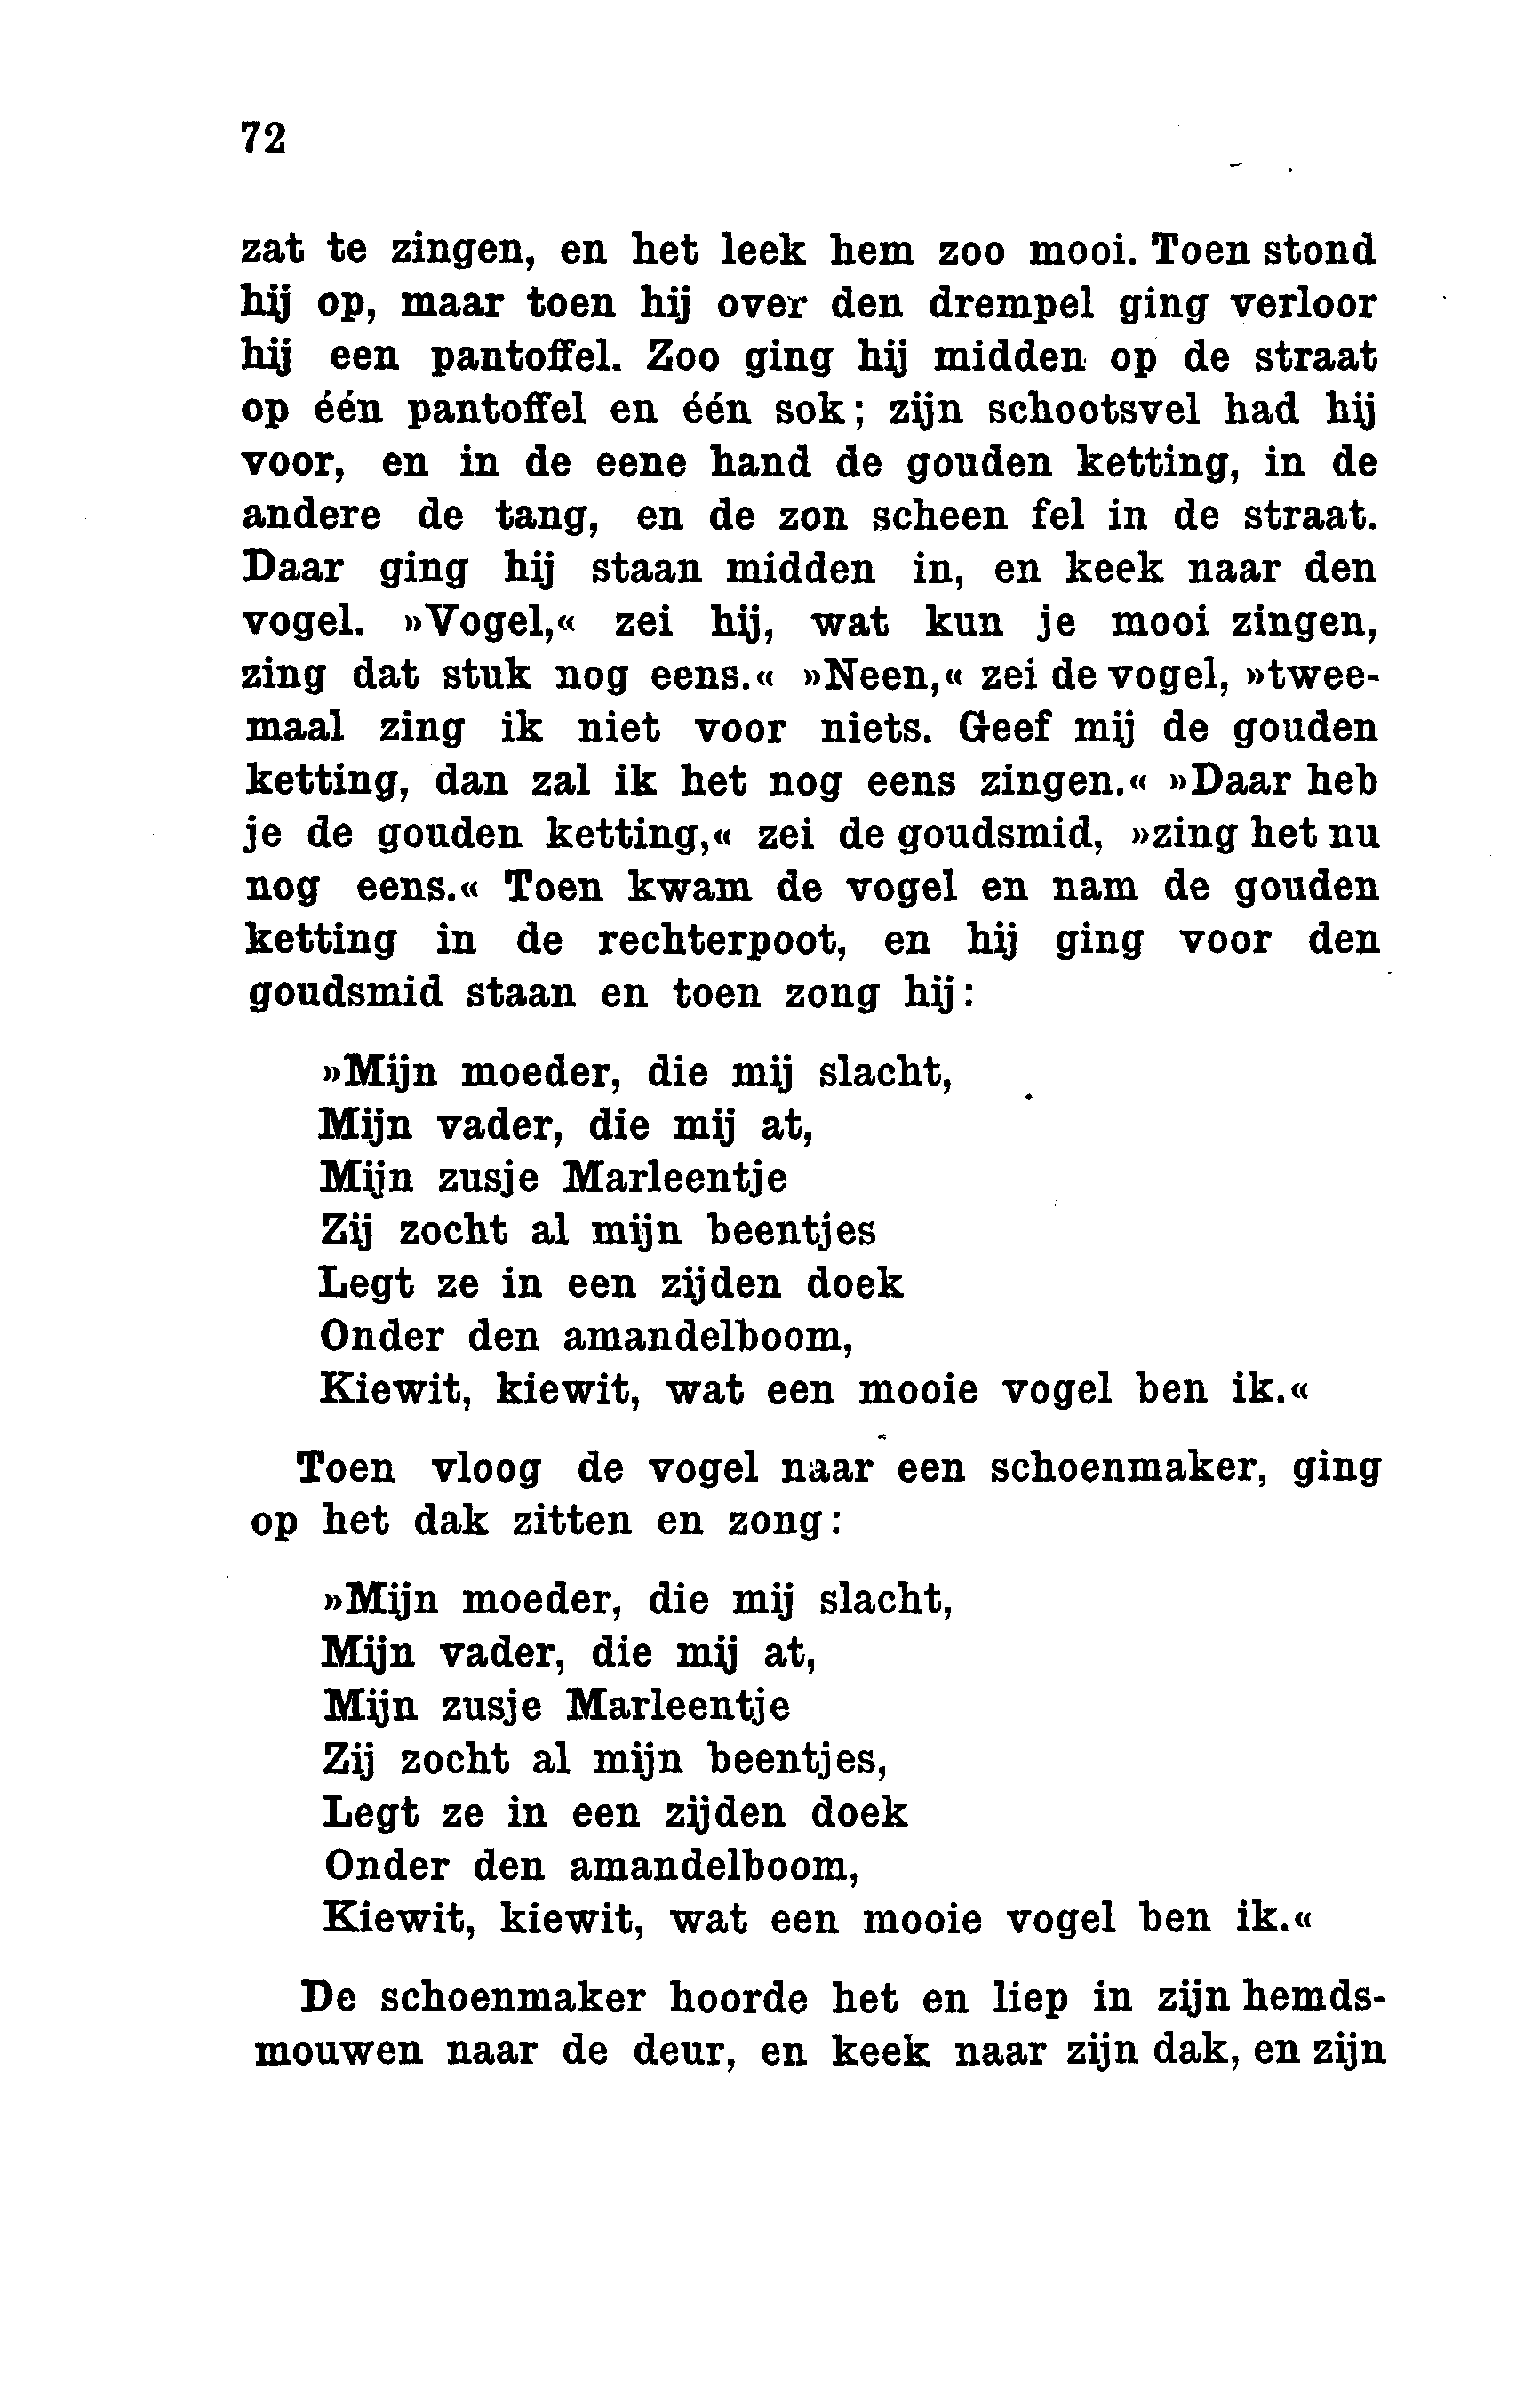 72
zat te zingen, en het leek hem zoo mooi. Toen stond
hij op, maar toen hij over den drempel ging verloor
hij een pantoffel. Zoo ging hij midden op de straat
op één pantoffel en één sok; zijn schootsvel had hij
voor, en in de eene hand de gouden ketting, in de
andere de tang, en de zon scheen fel in de straat.
Daar ging hij staan midden in, en keek naar den
vogel. »Vogel,« zei hij, wat kun je mooi zingen,
zing dat stuk nog eens.« »Neen,« zei de vogel, »twee-
maal zing ik niet voor niets. Geef mij de gouden
ketting, dan zal ik het nog eens zingen.« »Daar heb
je de gouden ketting,« zei de goudsmid, »zing het nu
nog eens.« Toen kwam de vogel en nam de gouden
ketting in de rechterpoot, en hij ging voor den
goudsmid staan en toen zong hij:
»Mijn moeder, die mij slacht,
Mijn vader, die mij at,
Mijn zusje Marleentje
Zij zocht al mijn beentjes
Legt ze in een zijden doek
Onder den amandelboom,
Kiewit, kiewit, wat een mooie vogel ben ik.«
Toen vloog de vogel naar een schoenmaker, ging
op het dak zitten en zong:
»Mijn moeder, die mij slacht,
Mijn vader, die mij at,
Mijn zusje Marleentje
Zij zocht al mijn beentjes,
Legt ze in een zijden doek
Onder den amandelboom,
Kiewit, kiewit, wat een mooie vogel ben ik.«
De schoenmaker hoorde het en liep in zijn hemds-
mouwen naar de deur, en keek naar zijn dak, en zijn